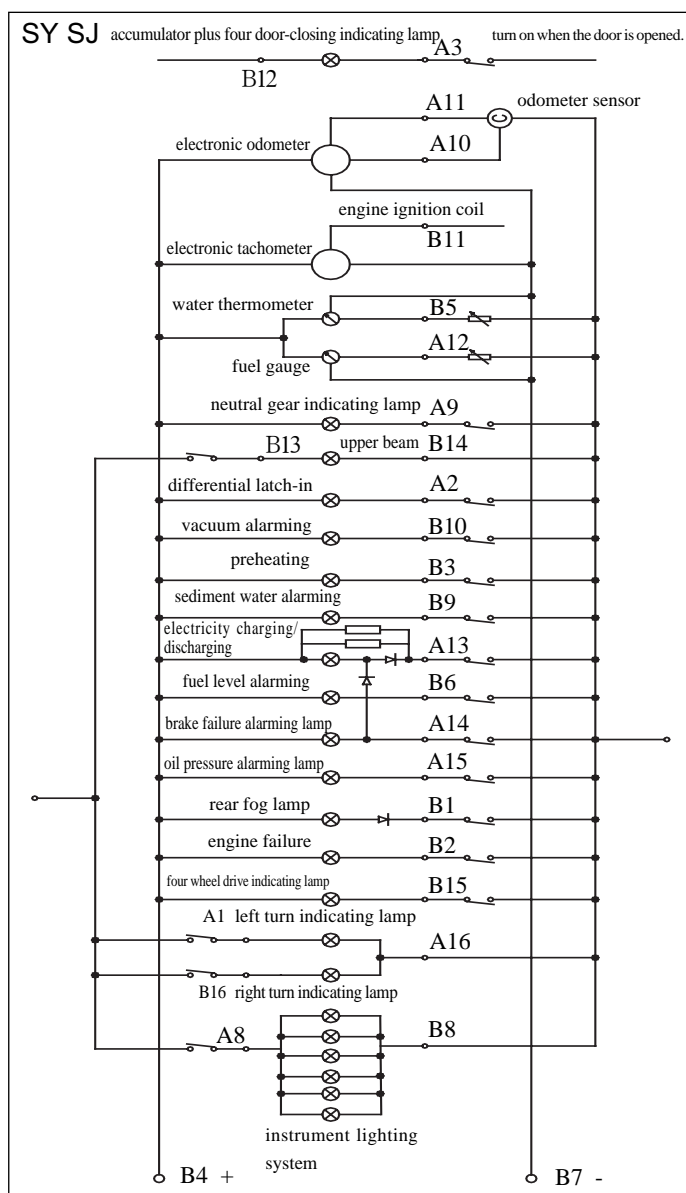 SY SJ accumulator plus four door-closing indicating lamp A3 turn on when the door is opened.
B12
A11 odometer sensor
C
electronic odometer A10
engine ignition coil
B11
electronic tachometer
water thermometer B5
A12
fuel gauge
neutral gear indicating lamp A9
B13 upper beam B14
differential latch-in A2
vacuum alarming B10
preheating B3
sediment water alarming B9
electricity charging/
discharging A13
fuel level alarming B6
brake failure alarming lamp A14
oil pressure alarming lamp A15
rear fog lamp B1
engine failure B2
four wheel drive indicating lamp B15
A1 left turn indicating lamp
A16
B16 right turn indicating lamp
A8 B8
instrument lighting
system
B4 + B7 -